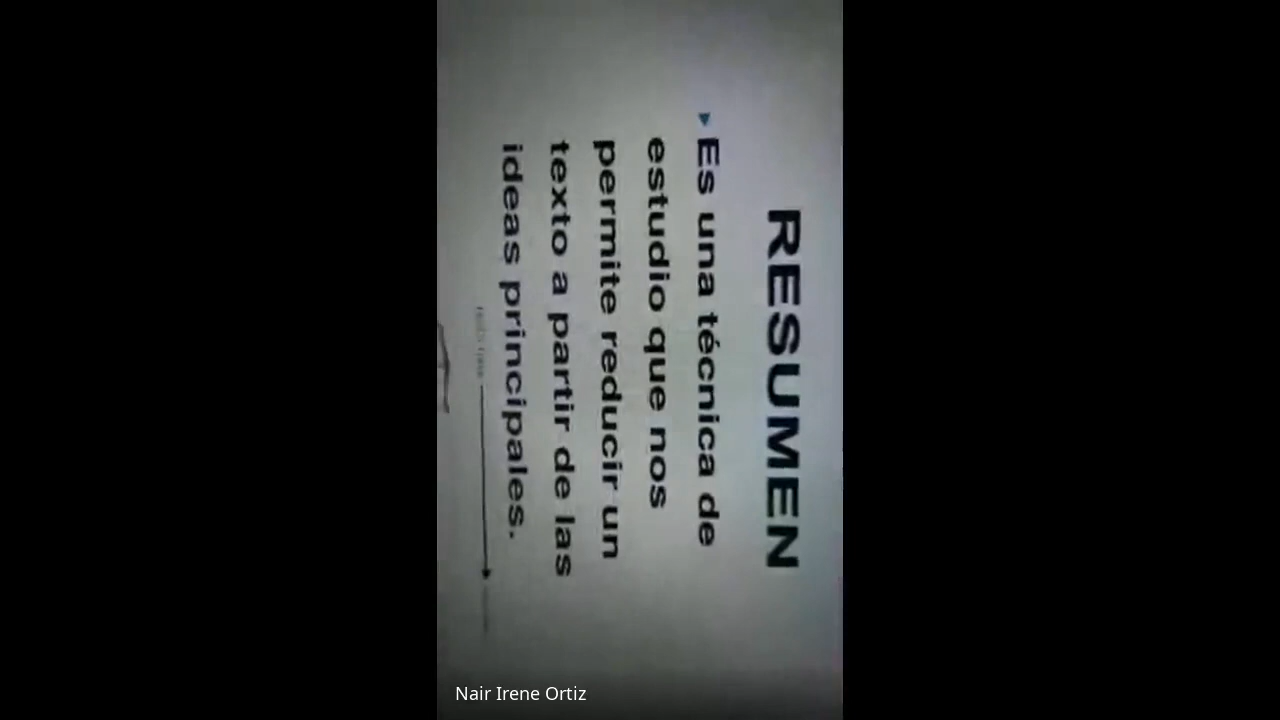 RESUMEN
Es una técnica de
estudio que nos
permite reducir un
texto a partir de las
ideas principales.
Nair Irene Ortiz